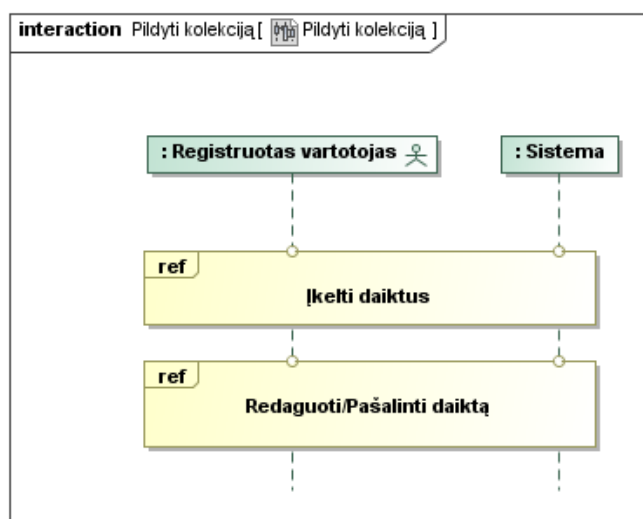 interaction Pildyti kolekciją[ Pildyti kolekciją ]
: Registruotas vartotojas
: Sistema
ref
Įkelti daiktus
ref
Redaguoti/Pašalinti daiktą